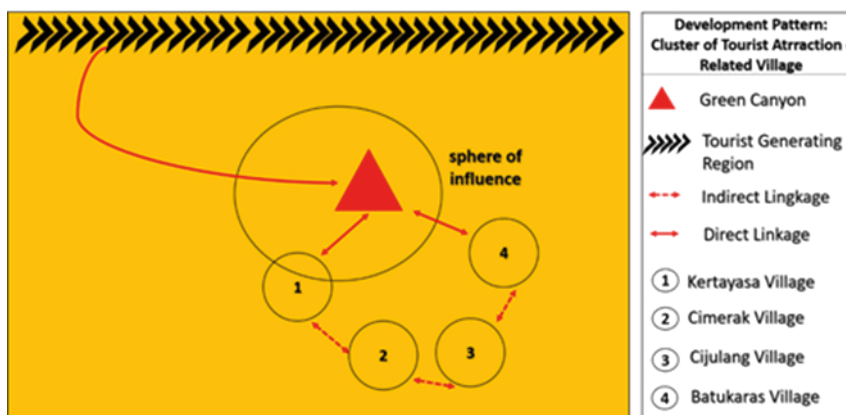 sphere of
influence
1
2
3
4
Development Pattern:
Cluster of Tourist Atrraction
Related Village
Green Canyon
Tourist Generating
Region
Indirect Lingkage
Direct Linkage
1 Kertayasa Village
2 Cimerak Village
3 Cijulang Village
4 Batukaras Village